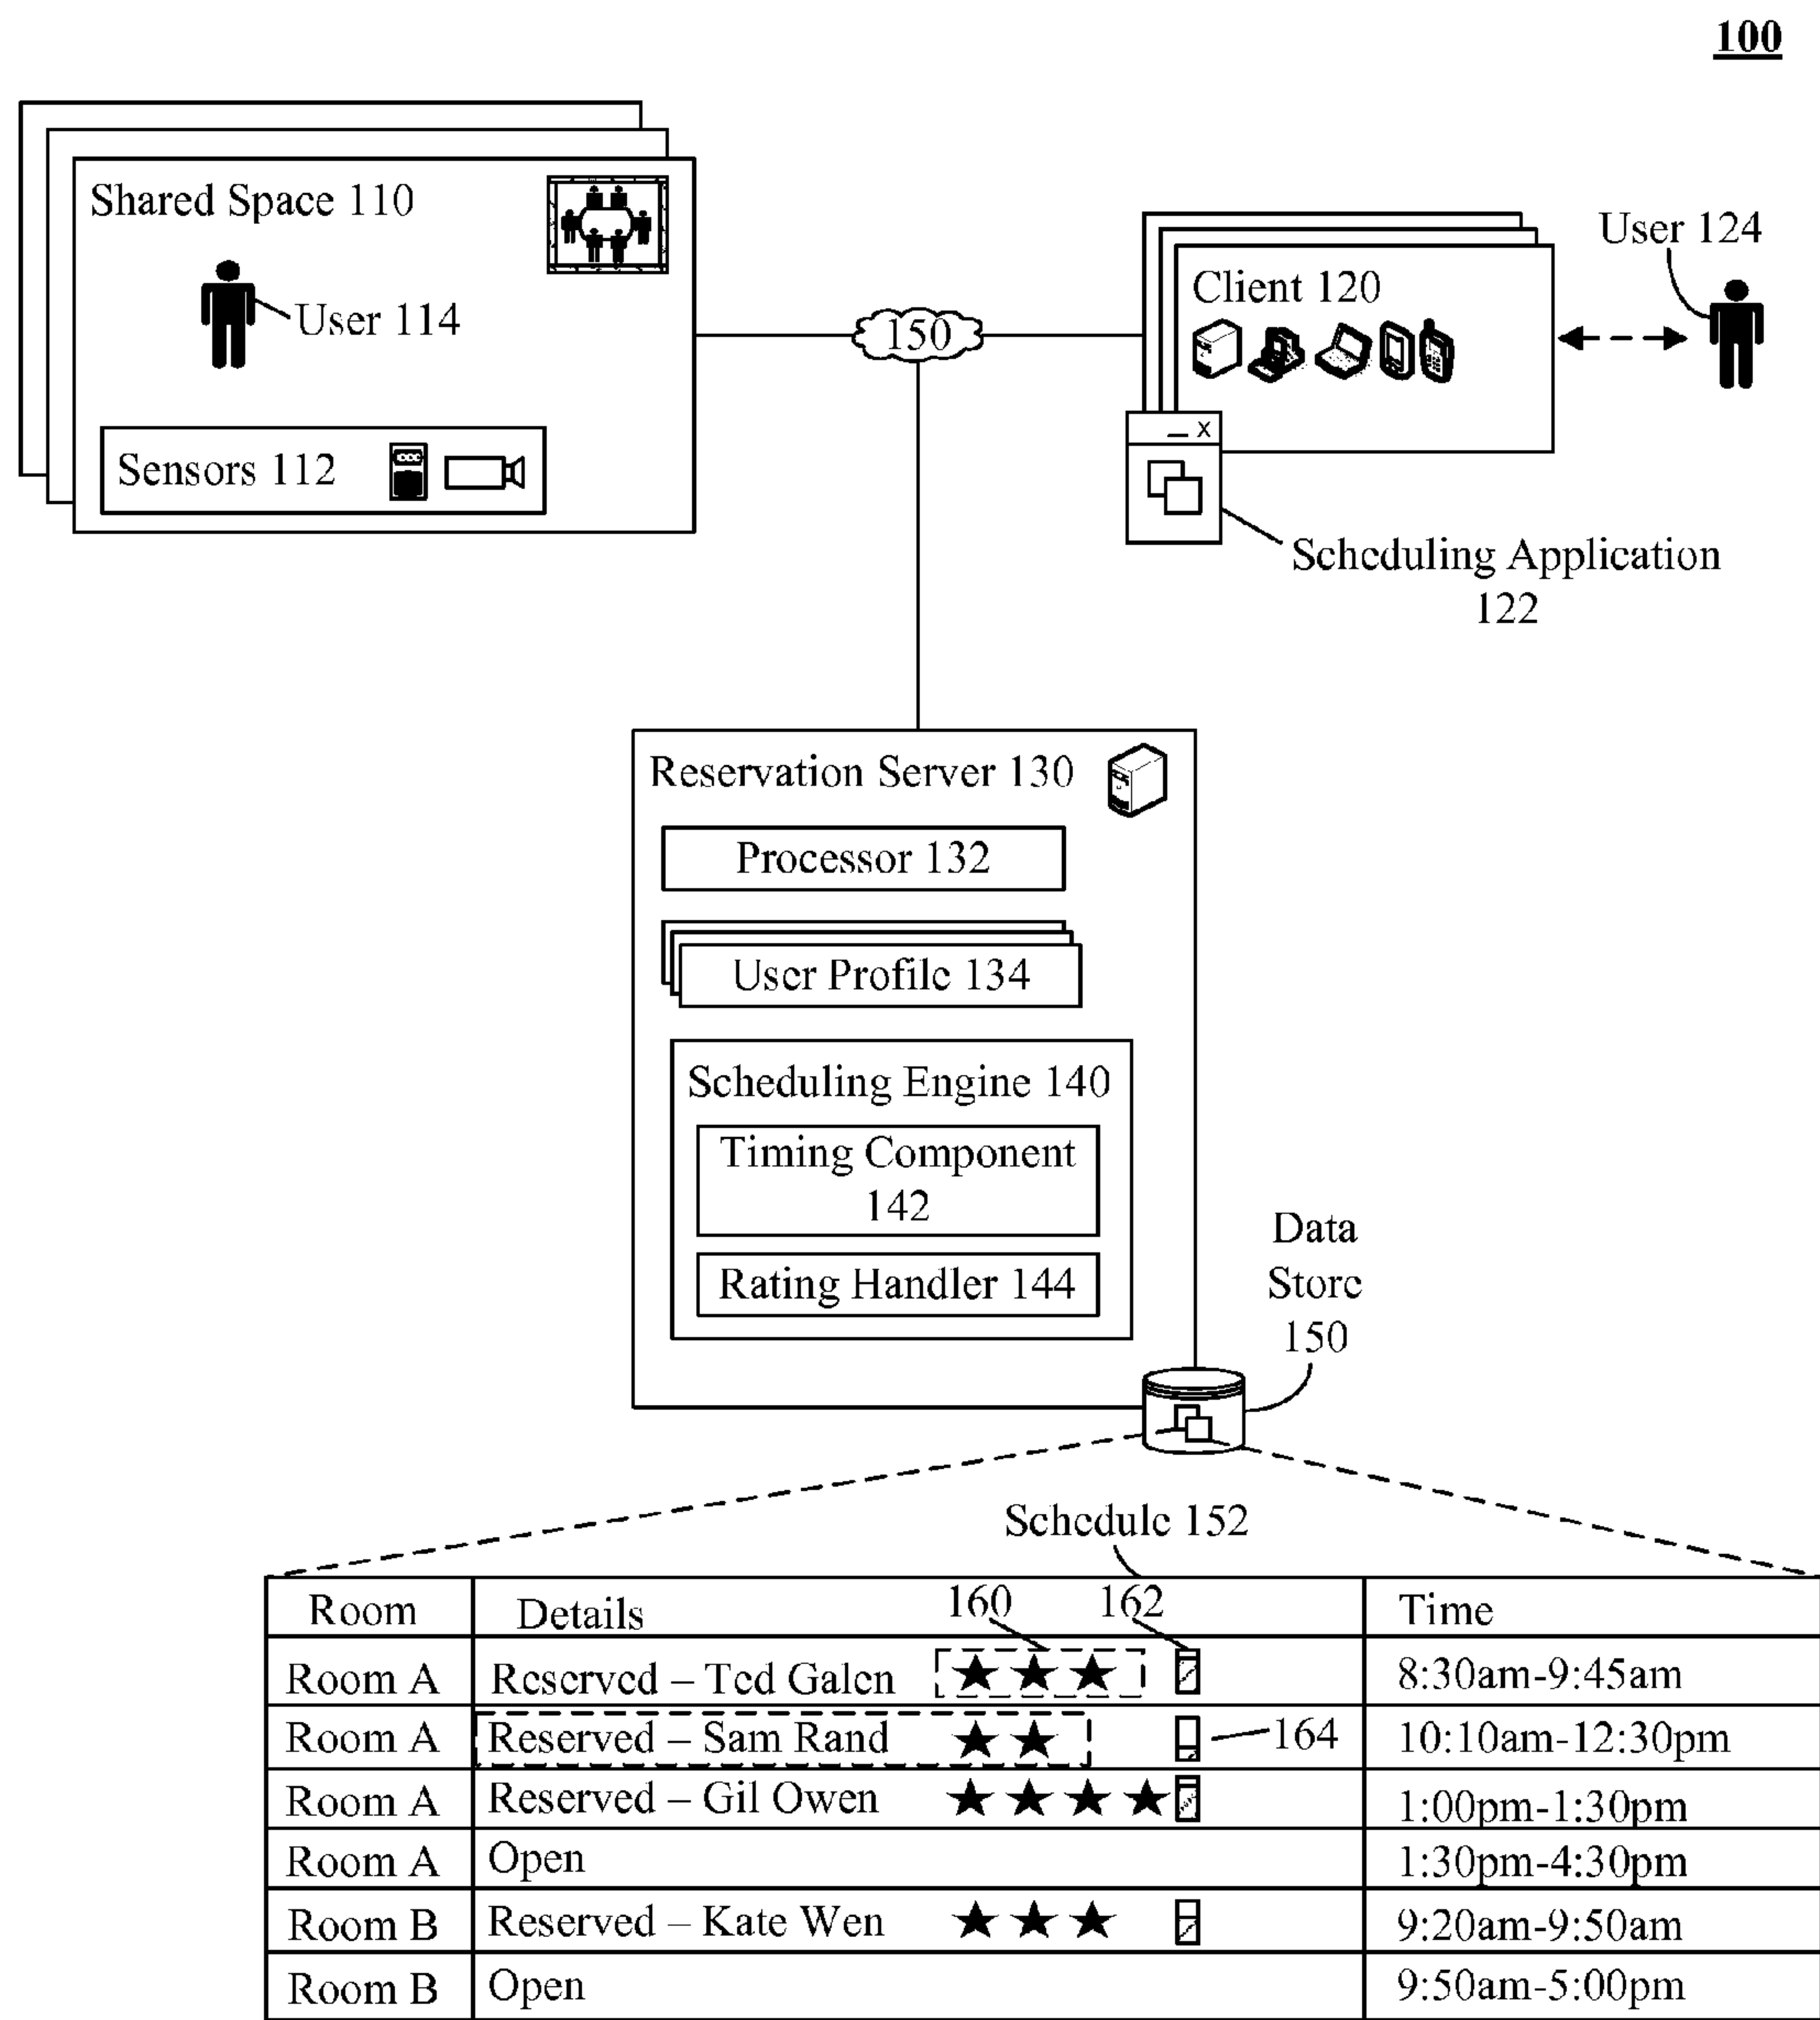 100
Shared Space 110
User 114
Sensors 112
150
Client 120
User 124
_ X
Scheduling Application
122
Reservation Server 130
Processor 132
User Profile 134
Scheduling Engine 140
Timing Component
142
Rating Handler 144
Data
Store
150
Schedule 152
Room Details 160 162 Time
Room A Reserved – Ted Galen 8:30am-9:45am
Room A Reserved – Sam Rand 164 10:10am-12:30pm
Room A Reserved – Gil Owen 1:00pm-1:30pm
Room A Open 1:30pm-4:30pm
Room B Reserved – Kate Wen 9:20am-9:50am
Room B Open 9:50am-5:00pm